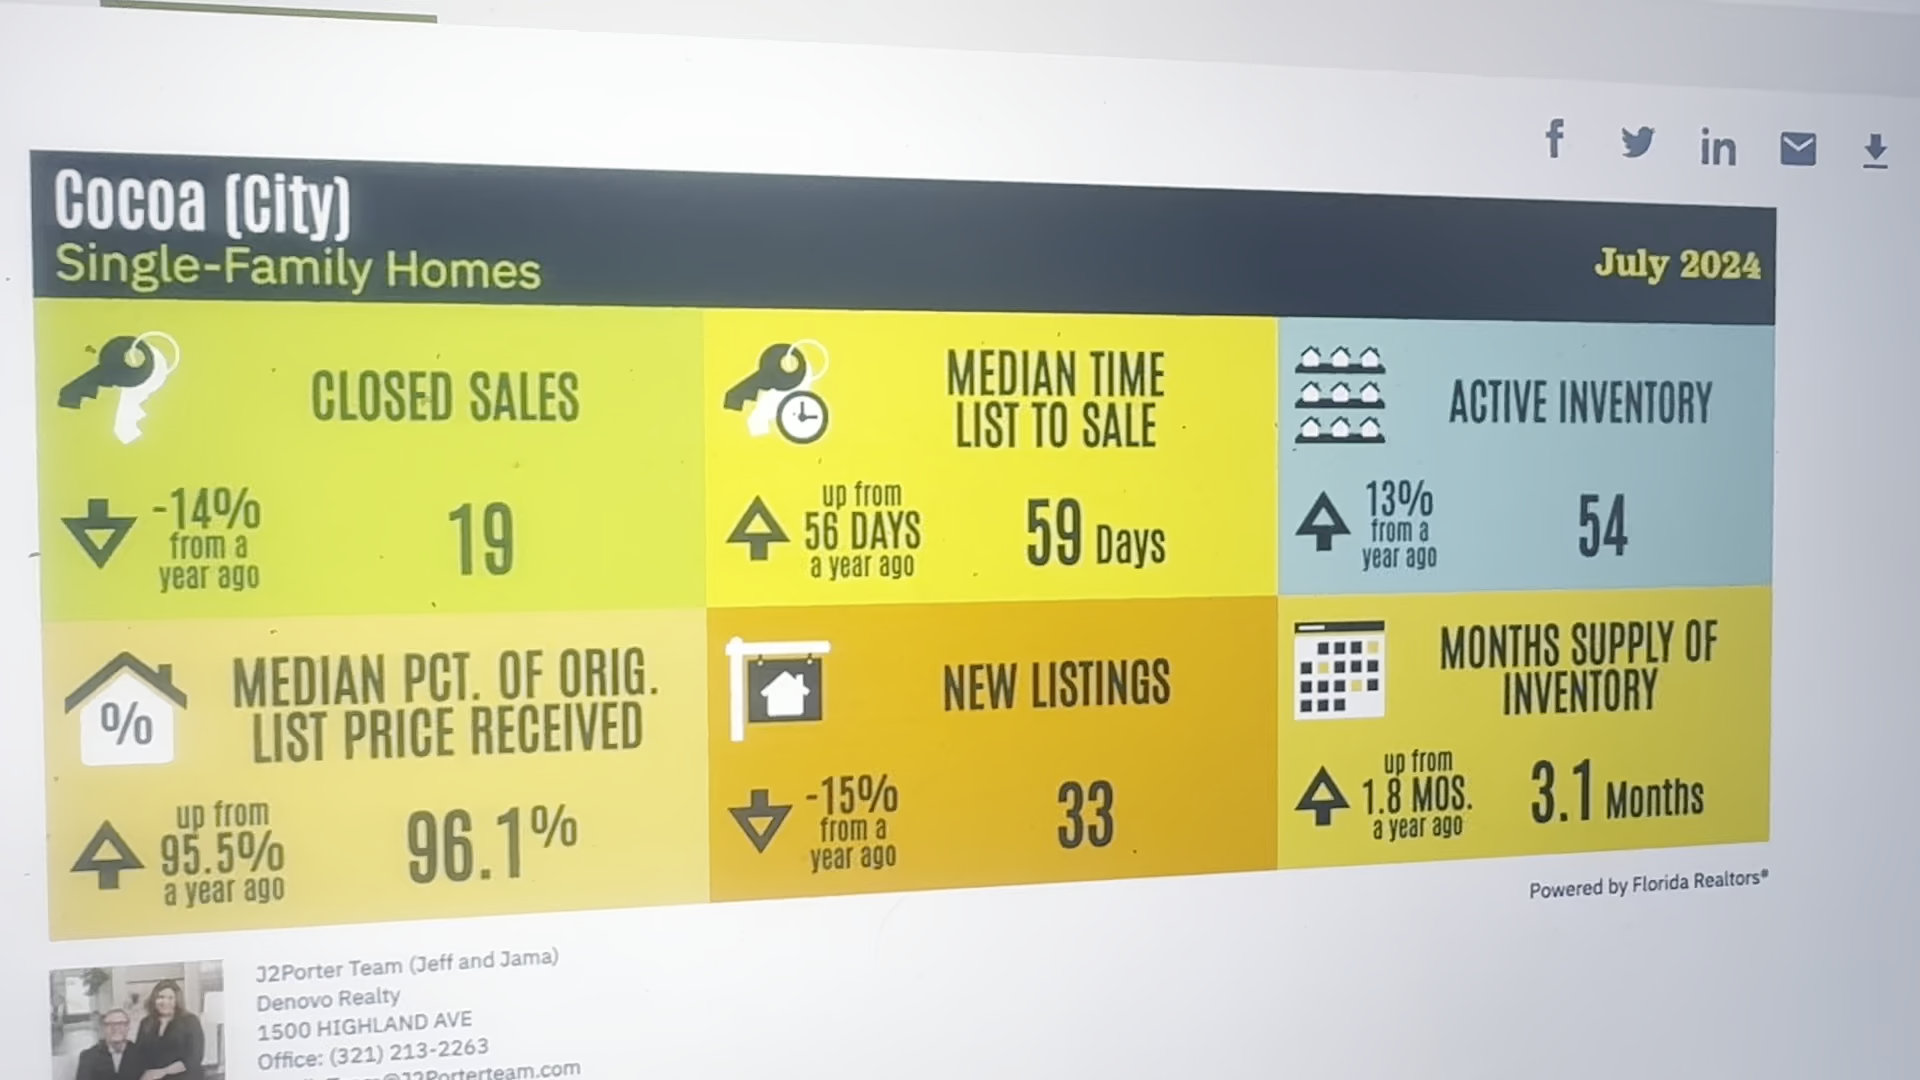 Cocoa (City)
Single-Family Homes
July 2024
CLOSED SALES
-14%
from a
year ago
19
MEDIAN TIME
LIST TO SALE
up from
56 DAYS
a year ago
59 Days
ACTIVE INVENTORY
13%
from a
year ago
54
MEDIAN PCT. OF ORIG.
LIST PRICE RECEIVED
%
up from
95.5%
a year ago
96.1%
NEW LISTINGS
-15%
from a
year ago
33
MONTHS SUPPLY OF
INVENTORY
up from
1.8 MOS.
a year ago
3.1 Months
Powered by Florida Realtors®
J2Porter Team (Jeff and Jama)
Denovo Realty
1500 HIGHLAND AVE
Office: (321) 213-2263